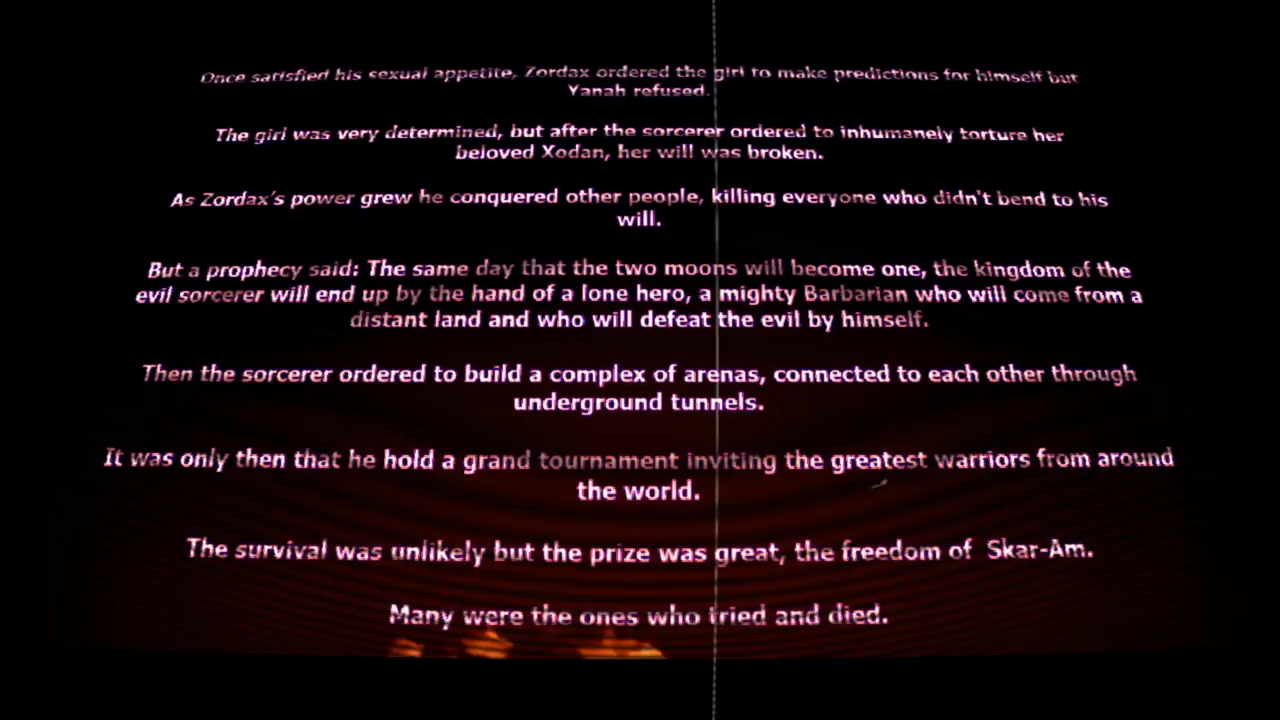 Once satisfied his sexual appetite, Zordax ordered the girl to make predictions for himself but
Yanah refused.
The girl was very determined, but after the sorcerer ordered to inhumanely torture her
beloved Xodan, her will was broken.
As Zordax's power grew he conquered other people, killing everyone who didn't bend to his
will.
But a prophecy said: The same day that the two moons will become one, the kingdom of the
evil sorcerer will end up by the hand of a lone hero, a mighty Barbarian who will come from a
distant land and who will defeat the evil by himself.
Then the sorcerer ordered to build a complex of arenas, connected to each other through
underground tunnels.
It was only then that he hold a grand tournament inviting the greatest warriors from around
the world.
The survival was unlikely but the prize was great, the freedom of Skar-Am.
Many were the ones who tried and died.